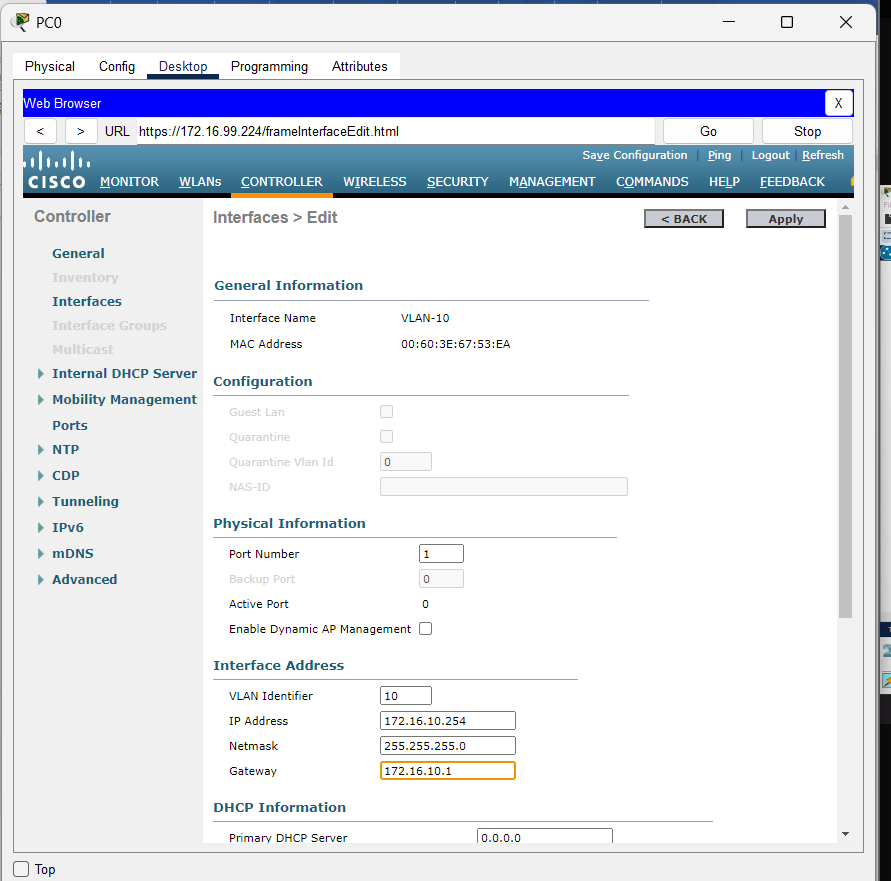 PC0
Physical Config Desktop Programming Attributes
Web Browser X
< > URL https://172.16.99.224/frameInterfaceEdit.html Go Stop
Save Configuration | Ping | Logout | Refresh
CISCO MONITOR WLANs CONTROLLER WIRELESS SECURITY MANAGEMENT COMMANDS HELP FEEDBACK
Controller
General
Inventory
Interfaces
Interface Groups
Multicast
Internal DHCP Server
Mobility Management
Ports
NTP
CDP
Tunneling
IPv6
mDNS
Advanced
Interfaces > Edit
< BACK Apply
General Information
Interface Name VLAN-10
MAC Address 00:60:3E:67:53:EA
Configuration
Guest Lan
Quarantine
Quarantine Vlan Id 0
NAS-ID
Physical Information
Port Number 1
Backup Port 0
Active Port 0
Enable Dynamic AP Management
Interface Address
VLAN Identifier 10
IP Address 172.16.10.254
Netmask 255.255.255.0
Gateway 172.16.10.1
DHCP Information
Primary DHCP Server 0.0.0.0
Top